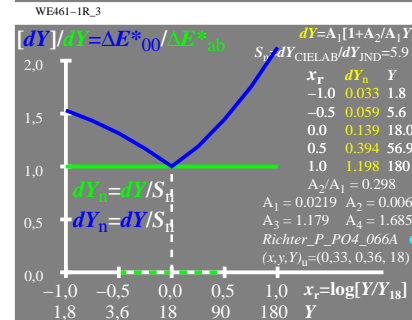 WE461-1R_3
[dY]/dY=ΔE*00/ΔE*ab
dY=A1[1+A2/A1Y
dYCIELAB/dYJND=5.9
xr dYn Y
−1.0 0.033 1.8
−0.5 0.059 5.6
0.0 0.139 18.0
0.5 0.394 56.9
1.0 1.198 180
A2/A1 = 0.298
A1 = 0.0219 A2 = 0.006
A3 = 1.179 A4 = 1.685
Richter_P_PO4_066A
(x,y,Y)u=(0,33, 0,36, 18)
2,0
1,5
1,0
0,5
0,0
dYn=dY/Sn
dYn=dY/Sn
−1,0 −0,5 0,0 0,5 1,0 xr=log[Y/Y18]
1,8 3,6 18 90 180 Y